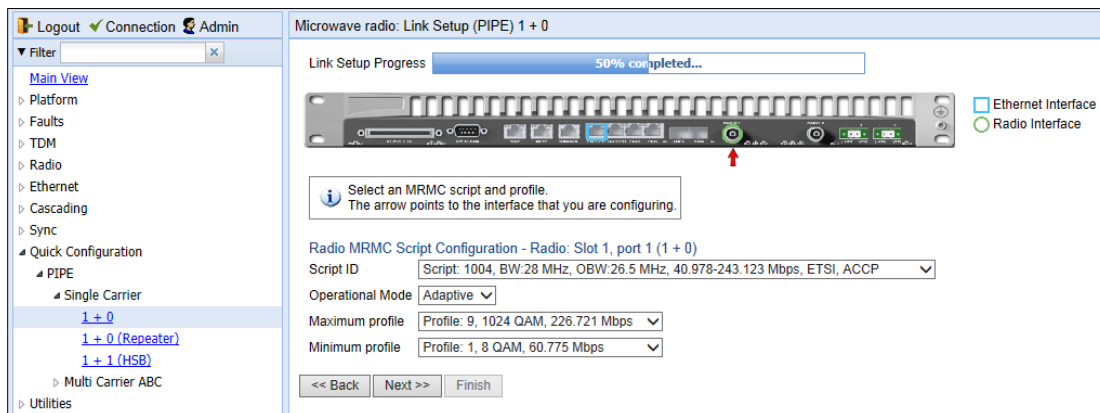 Logout Connection Admin
Filter
Main View
Platform
Faults
TDM
Radio
Ethernet
Cascading
Sync
Quick Configuration
PIPE
Single Carrier
1 + 0
1 + 0 (Repeater)
1 + 1 (HSB)
Multi Carrier ABC
Utilities
Microwave radio: Link Setup (PIPE) 1 + 0
Link Setup Progress 50% completed...
Ethernet Interface
Radio Interface
Select an MRMC script and profile.
The arrow points to the interface that you are configuring.
Radio MRMC Script Configuration - Radio: Slot 1, port 1 (1 + 0)
Script ID Script: 1004, BW:28 MHz, OBW:26.5 MHz, 40.978-243.123 Mbps, ETSI, ACCP
Operational Mode Adaptive
Maximum profile Profile: 9, 1024 QAM, 226.721 Mbps
Minimum profile Profile: 1, 8 QAM, 60.775 Mbps
<< Back Next >> Finish